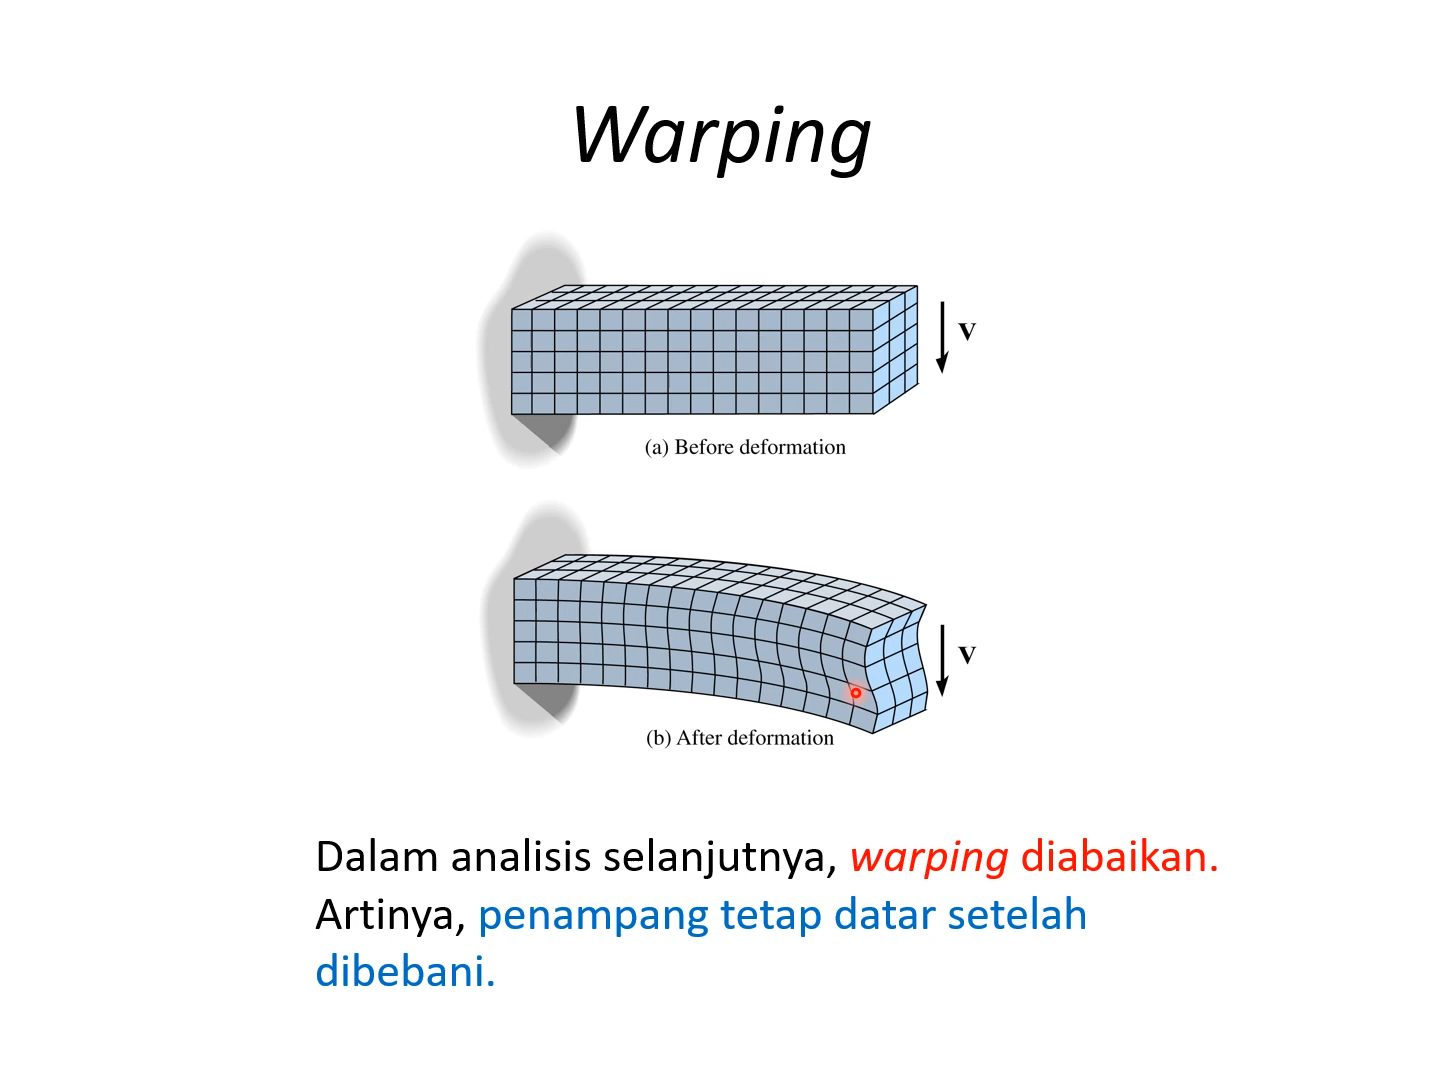 Warping
V
(a) Before deformation
V
(b) After deformation
Dalam analisis selanjutnya, warping diabaikan.
Artinya, penampang tetap datar setelah
dibebani.